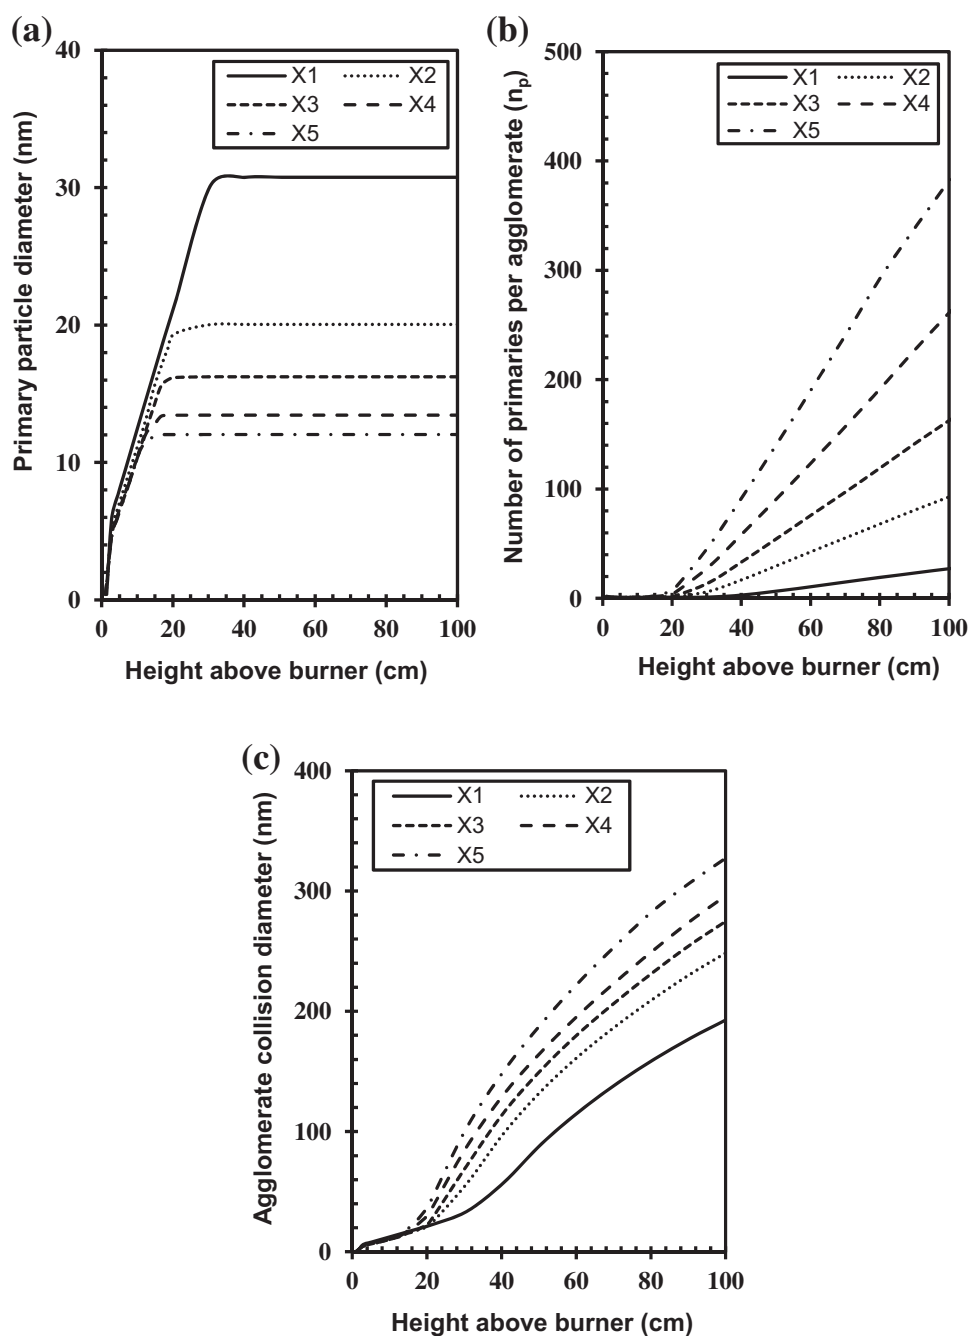 (a)
40
30
20
10
0
Primary particle diameter (nm)
X1 X2
X3 X4
X5
0 20 40 60 80 100
Height above burner (cm)
(b)
500
400
300
200
100
0
Number of primaries per agglomerate (np)
X1 X2
X3 X4
X5
0 20 40 60 80 100
Height above burner (cm)
(c)
400
300
200
100
0
Agglomerate collision diameter (nm)
X1 X2
X3 X4
X5
0 20 40 60 80 100
Height above burner (cm)